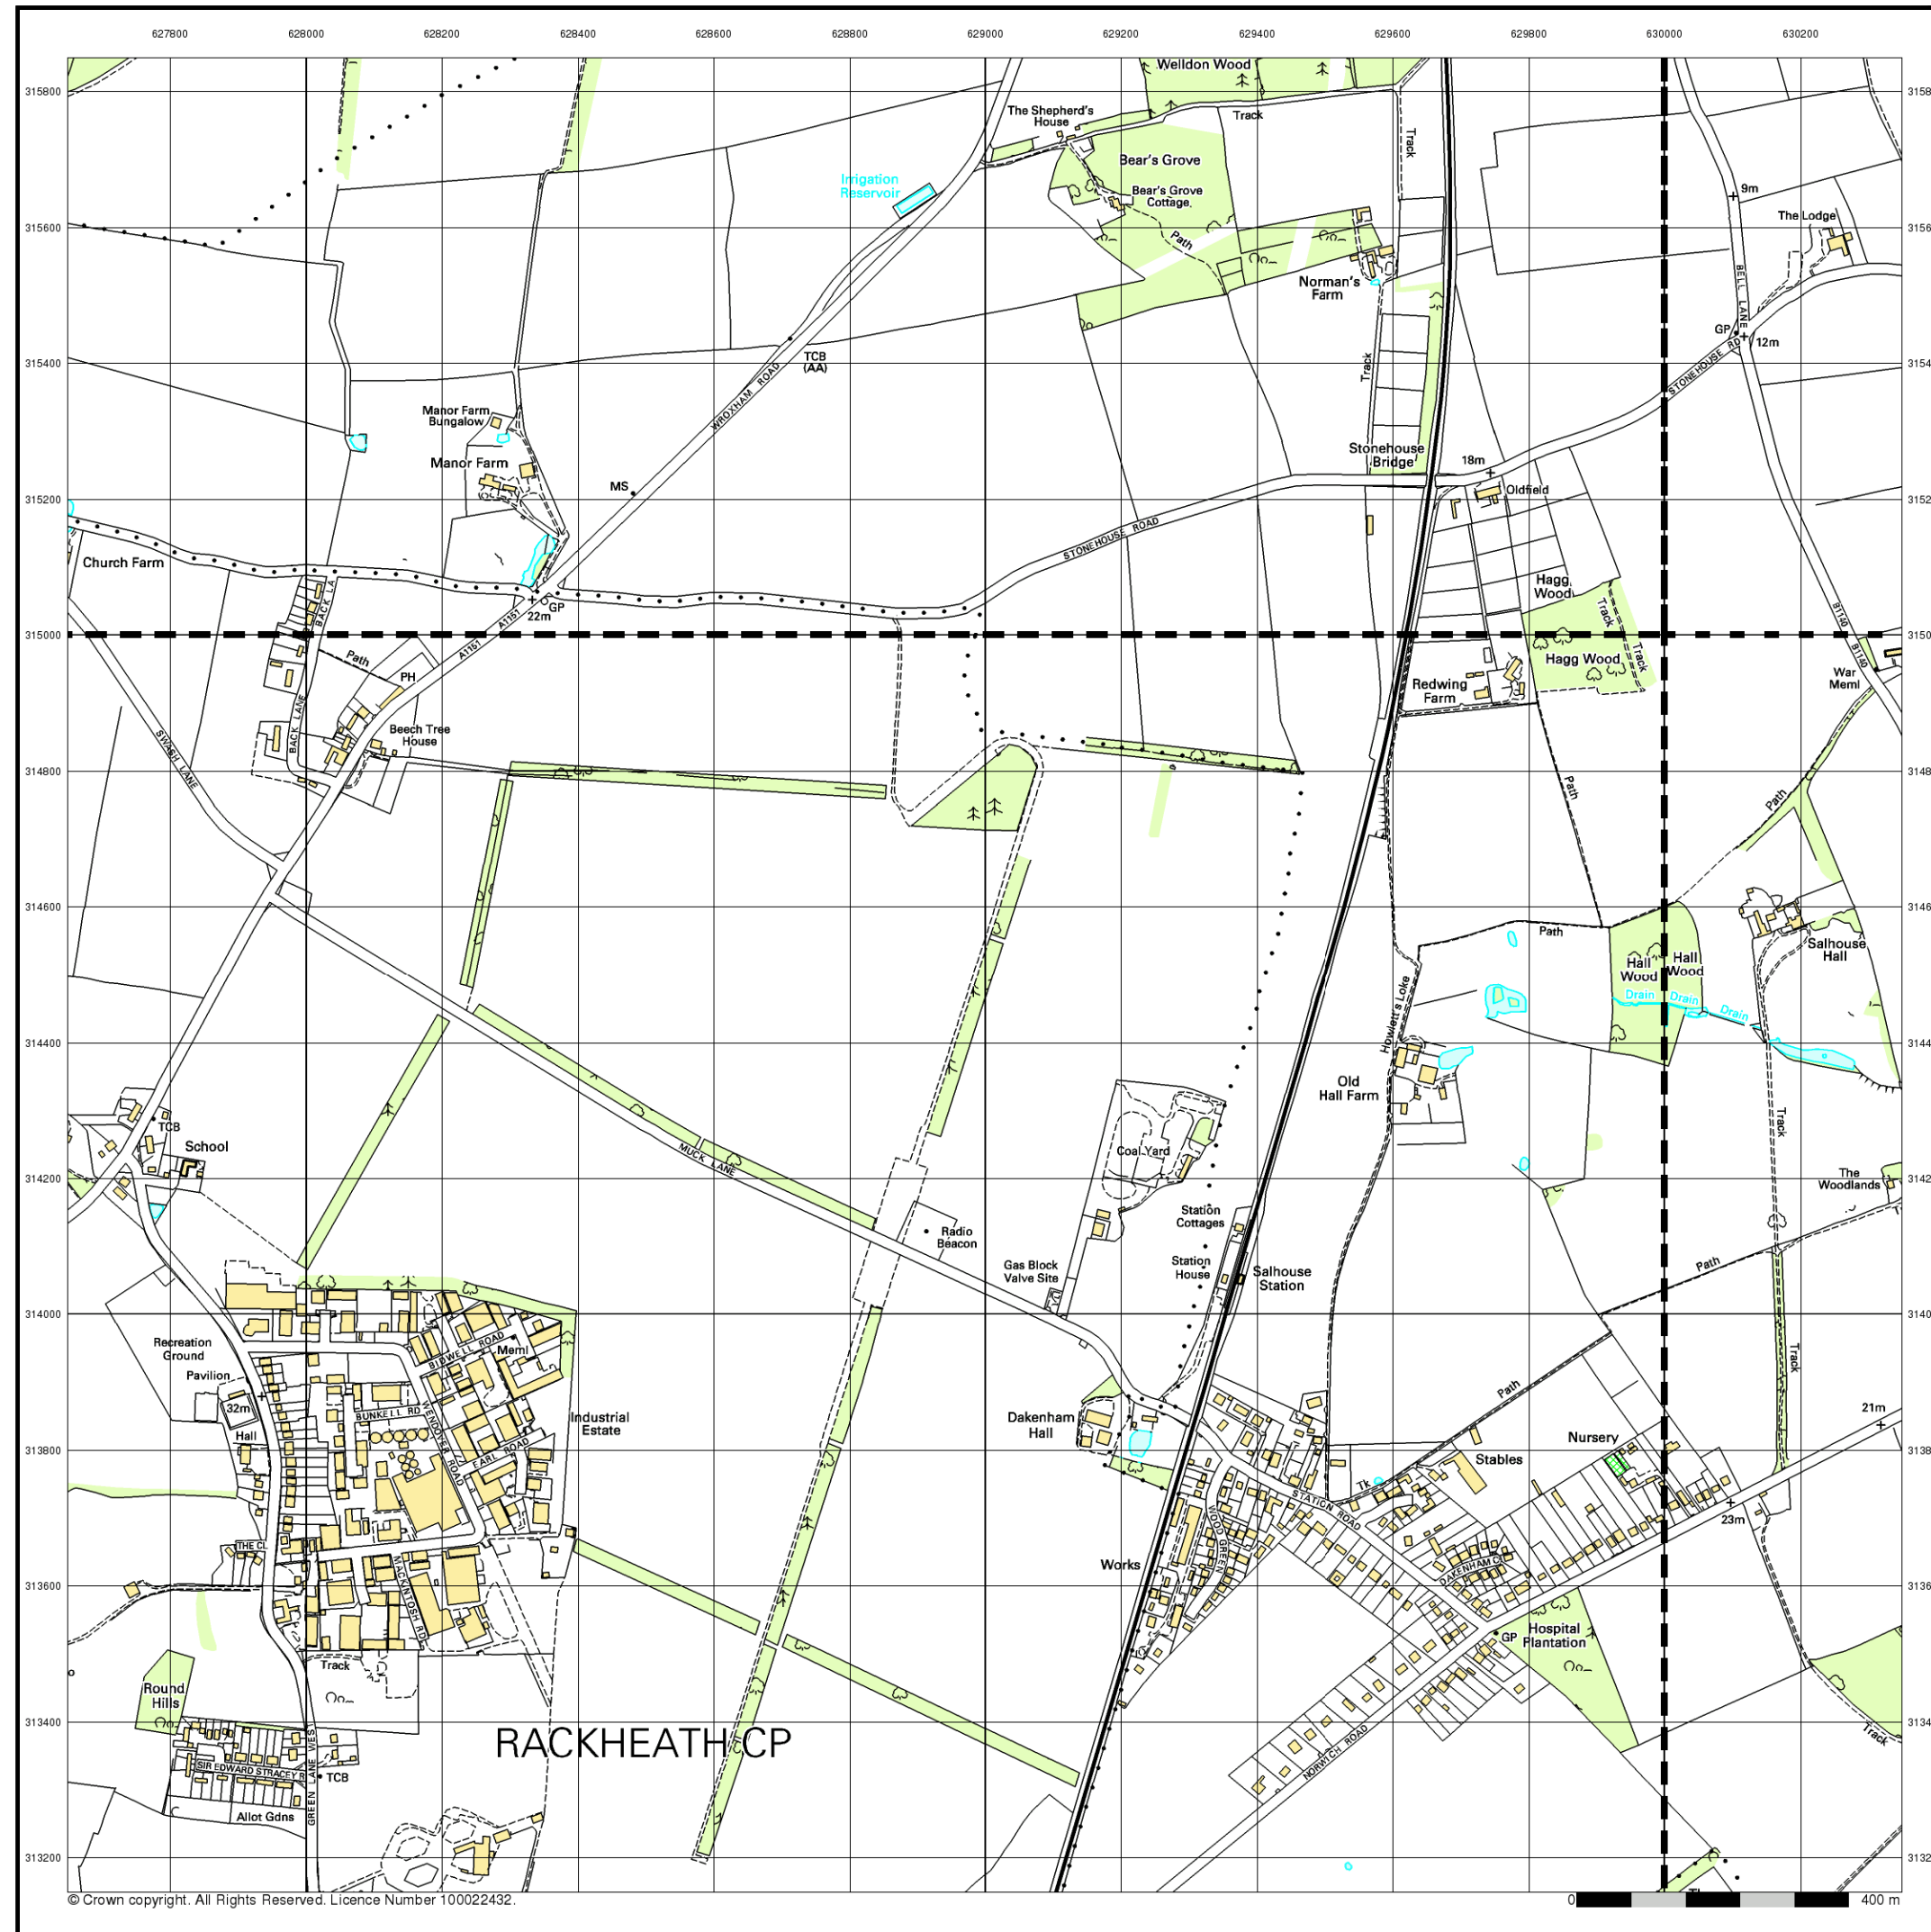 627800 628000 628200 628400 628600 628800 629000 629200 629400 629600 629800 630000 630200
315800
Welldon Wood
The Shepherd's
House
Track
Track
Bear's Grove
Irrigation
Reservoir
Bear's Grove
Cottage
9m
The Lodge
315600
Path
Norman's
Farm
BELL LANE
GP
12m
315400
TCB
(AA)
Track
STONEHOUSE RD
WROXHAM ROAD
Manor Farm
Bungalow
Manor Farm
Stonehouse
Bridge
18m
MS
Oldfield
315200
STONEHOUSE ROAD
Church Farm
Hagg
Wood
BACK LA
GP
22m
A1151
A1151
Track
B1140
315000
Path
PH
Hagg Wood
Track
B1140
War
Meml
Redwing
Farm
Beech Tree
House
BACK LANE
SWASH LANE
314800
Path
Path
314600
Path
Salhouse
Hall
Hall
Wood
Hall
Wood
Drain
Drain
Drain
Howlett's Loke
314400
Old
Hall Farm
TCB
School
Coal Yard
Track
MUCK LANE
314200
The
Woodlands
Station
Cottages
Radio
Beacon
Gas Block
Valve Site
Station
House
Salhouse
Station
Path
314000
Recreation
Ground
Pavilion
BIDWELL ROAD
Meml
Track
Path
32m
BUNKELL RD
WENDOVER ROAD
Industrial
Estate
Dakenham
Hall
21m
Hall
EARL ROAD
Nursery
313800
Stables
Tk
STATION ROAD
WOOD GREEN
23m
THE CL
MACKINTOSH RD
Works
DAKENHAM C
313600
GP
Hospital
Plantation
Track
Round
Hills
313400
RACKHEATH CP
NORWICH ROAD
Track
SIR EDWARD STRACEY R
TCB
GREEN LANE WEST
Allot Gdns
313200
© Crown copyright. All Rights Reserved. Licence Number 100022432.
0 400 m